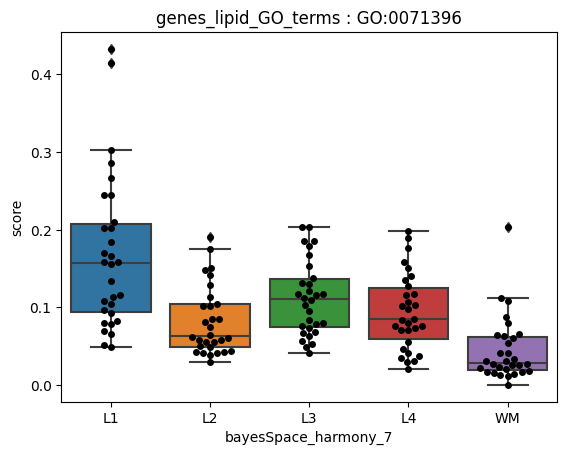 genes_lipid_GO_terms : GO:0071396
score
0.4
0.3
0.2
0.1
0.0
L1 L2 L3 L4 WM
bayesSpace_harmony_7